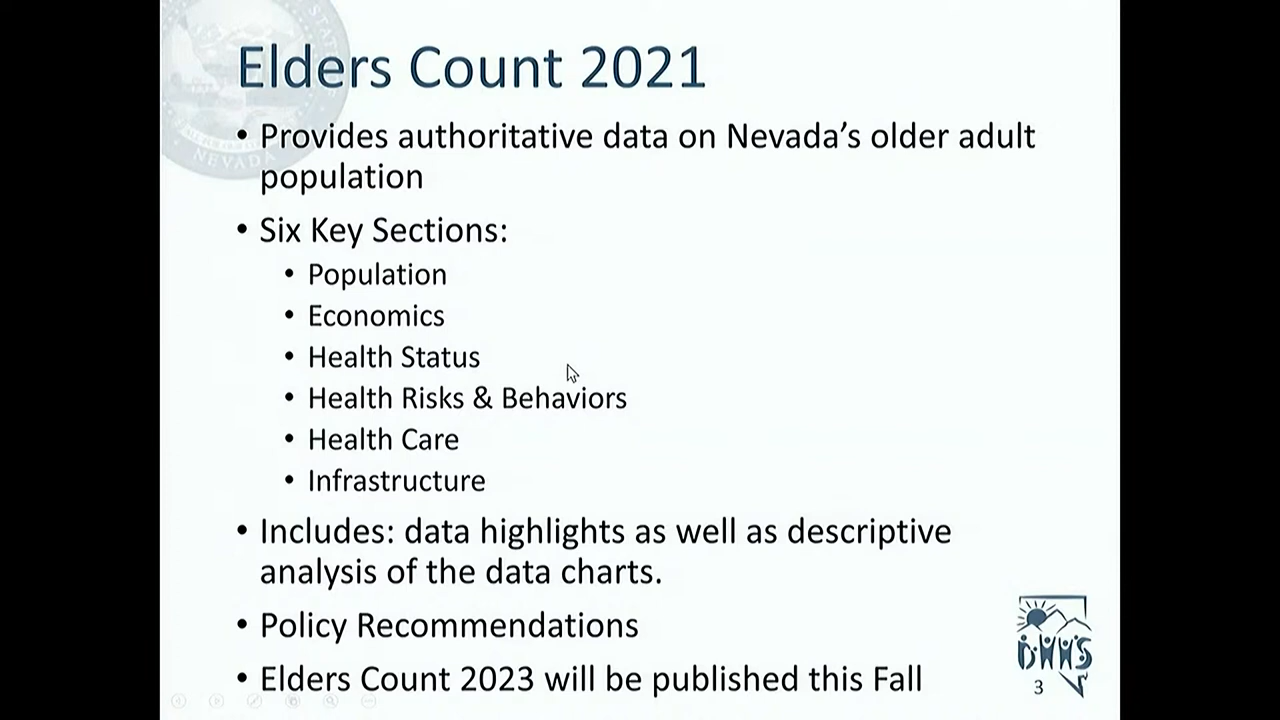 Elders Count 2021
• Provides authoritative data on Nevada’s older adult
population
• Six Key Sections:
• Population
• Economics
• Health Status
• Health Risks & Behaviors
• Health Care
• Infrastructure
• Includes: data highlights as well as descriptive
analysis of the data charts.
• Policy Recommendations
• Elders Count 2023 will be published this Fall
DHHS
3
NEVADA